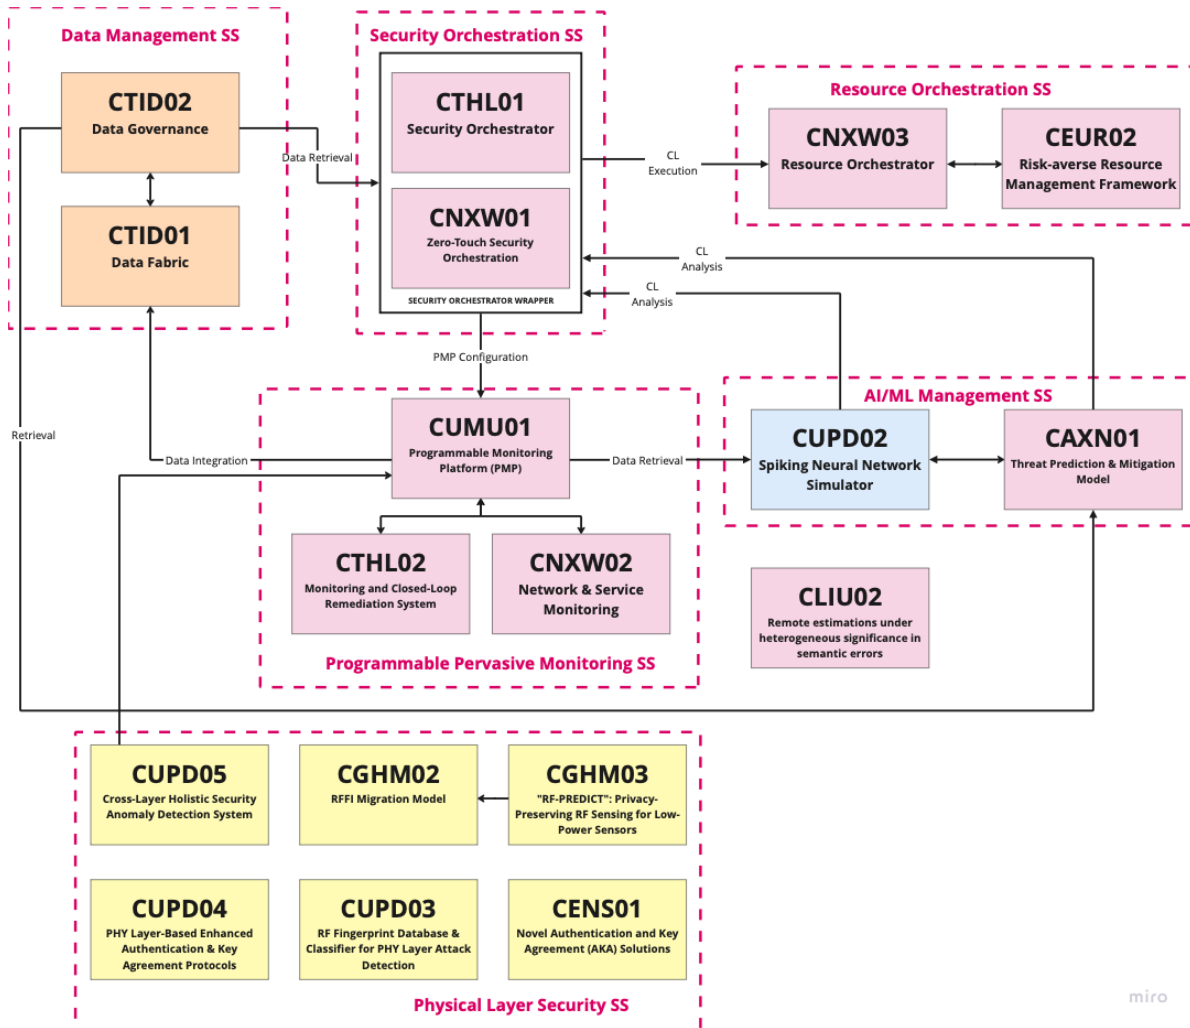 Data Management SS
CTID02
Data Governance
CTID01
Data Fabric
Security Orchestration SS
CTHL01
Security Orchestrator
CNXW01
Zero-Touch Security
Orchestration
SECURITY ORCHESTRATOR WRAPPER
Data Retrieval
CL
Execution
Resource Orchestration SS
CNXW03
Resource Orchestrator
CEUR02
Risk-averse Resource
Management Framework
CL
Analysis
CL
Analysis
PMP Configuration
Retrieval
Data Integration
CUMU01
Programmable Monitoring
Platform (PMP)
Data Retrieval
CTHL02
Monitoring and Closed-Loop
Remediation System
CNXW02
Network & Service
Monitoring
Programmable Pervasive Monitoring SS
AI/ML Management SS
CUPD02
Spiking Neural Network
Simulator
CAXN01
Threat Prediction & Mitigation
Model
CLIU02
Remote estimations under
heterogeneous significance in
semantic errors
CUPD05
Cross-Layer Holistic Security
Anomaly Detection System
CGHM02
RFFI Migration Model
CGHM03
"RF-PREDICT": Privacy-
Preserving RF Sensing for Low-
Power Sensors
CUPD04
PHY Layer-Based Enhanced
Authentication & Key
Agreement Protocols
CUPD03
RF Fingerprint Database &
Classifier for PHY Layer Attack
Detection
CENS01
Novel Authentication and Key
Agreement (AKA) Solutions
Physical Layer Security SS
miro